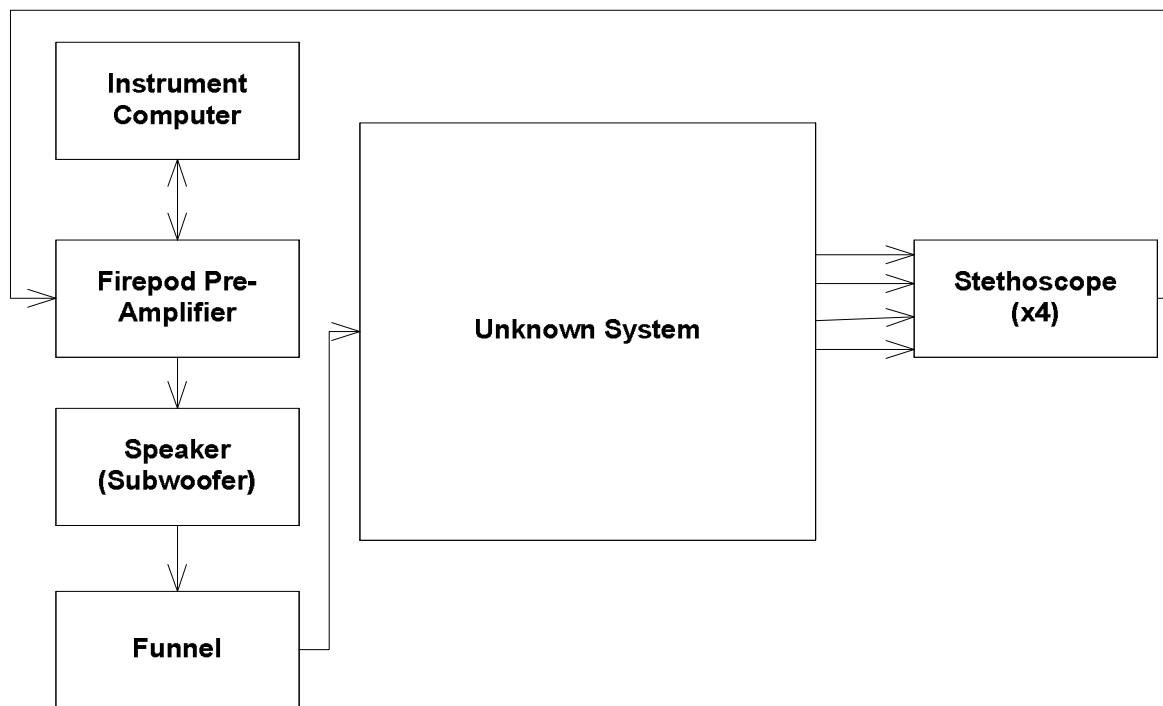 Instrument
Computer
Firepod Pre-
Amplifier
Speaker
(Subwoofer)
Funnel
Unknown System
Stethoscope
(x4)